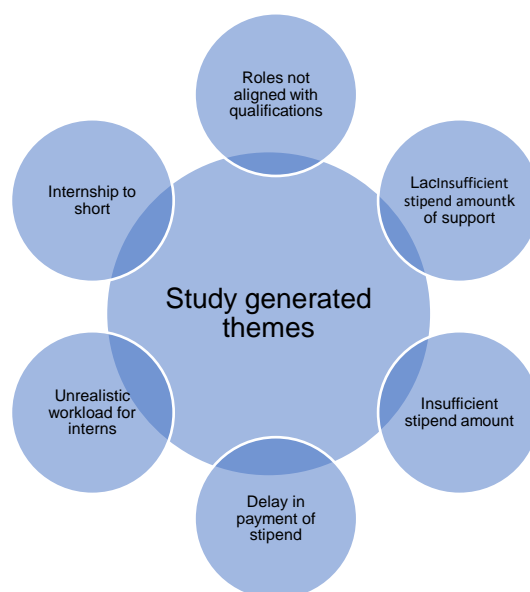 Roles not
aligned with
qualifications
Internship to
short
LacInsufficient
stipend amountk
of support
Study generated
themes
Unrealistic
workload for
interns
Insufficient
stipend amount
Delay in
payment of
stipend